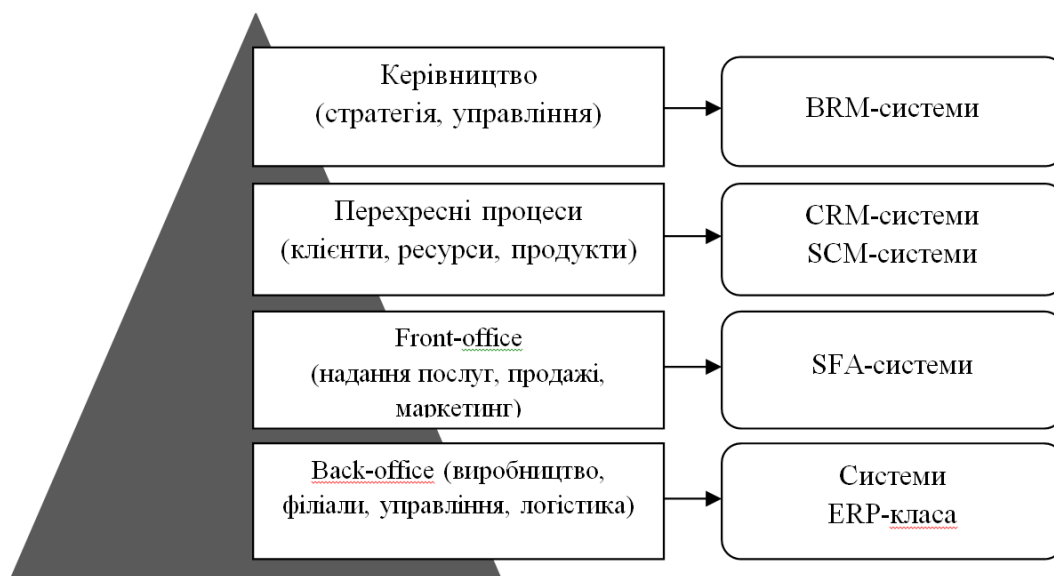 Керівництво
(стратегія, управління)
BRM-системи
Перехресні процеси
(клієнти, ресурси, продукти)
CRM-системи
SCM-системи
Front-office
(надання послуг, продажі,
маркетинг)
SFA-системи
Back-office (виробництво,
філіали, управління, логістика)
Системи
ERP-класа